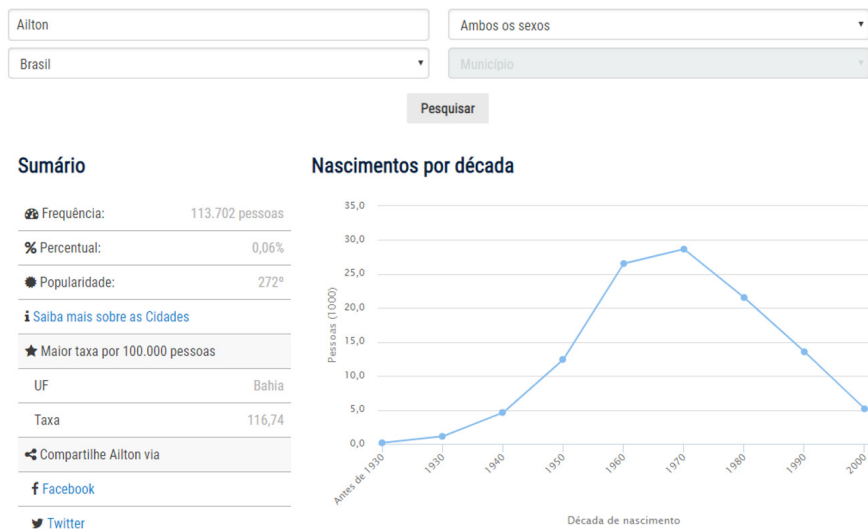 Ailton
Ambos os sexos
Brasil
Município
Pesquisar
Sumário
Frequência: 113.702 pessoas
Percentual: 0,06%
Popularidade: 272º
Saiba mais sobre as Cidades
Maior taxa por 100.000 pessoas
UF Bahia
Taxa 116,74
Compartilhe Ailton via
Facebook
Twitter
Nascimentos por década
Pessoas (1000)
35,0
30,0
25,0
20,0
15,0
10,0
5,0
0,0
Antes de 1930
1930
1940
1950
1960
1970
1980
1990
2000
Década de nascimento